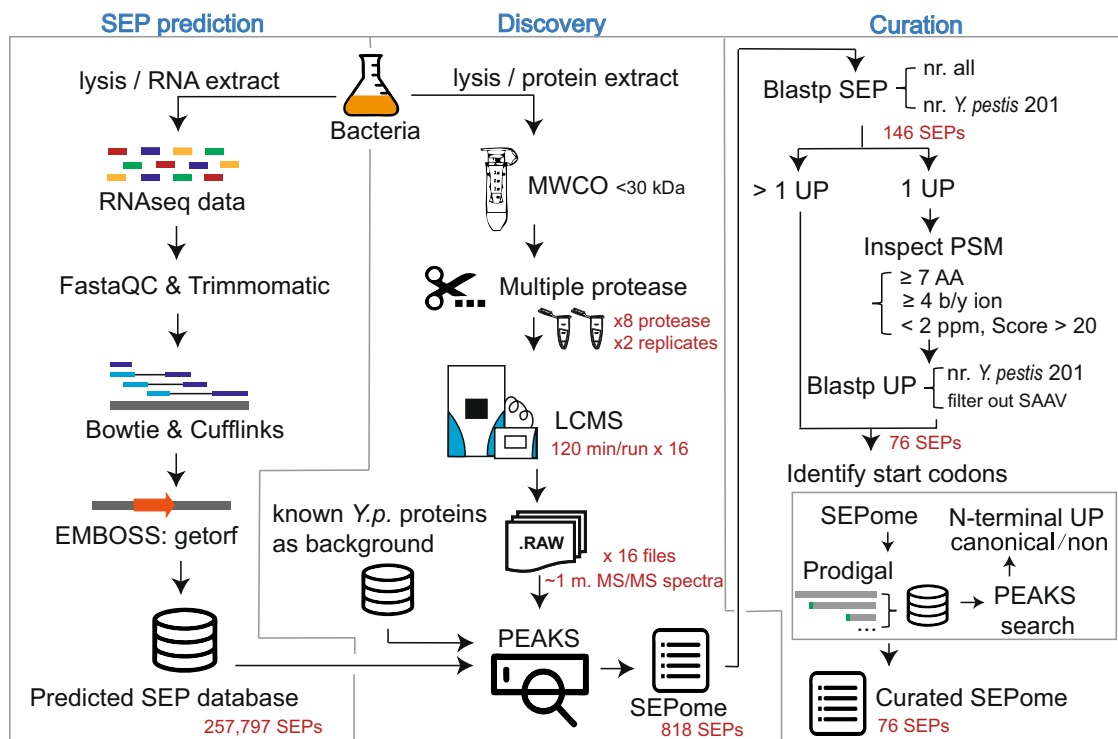 SEP prediction
lysis / RNA extract
Bacteria
RNAseq data
FastaQC & Trimmomatic
Bowtie & Cufflinks
EMBOSS: getorf
Predicted SEP database
257,797 SEPs
Discovery
lysis / protein extract
MWCO <30 kDa
Multiple protease
x8 protease
x2 replicates
LCMS
120 min/run x 16
.RAW
x 16 files
~1 m. MS/MS spectra
known Y.p. proteins
as background
PEAKS
SEPome
818 SEPs
Curation
Blastp SEP
nr. all
nr. Y. pestis 201
146 SEPs
> 1 UP
1 UP
Inspect PSM
≥ 7 AA
≥ 4 b/y ion
< 2 ppm, Score > 20
Blastp UP
nr. Y. pestis 201
filter out SAAV
76 SEPs
Identify start codons
SEPome
Prodigal
...
N-terminal UP
canonical/non
PEAKS
search
Curated SEPome
76 SEPs